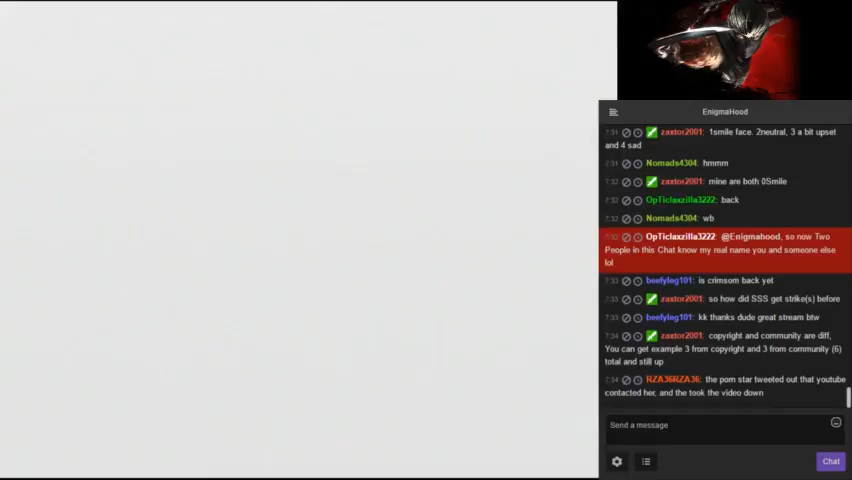 EnigmaHood
7:31 zaxtor2001: 1smile face. 2neutral, 3 a bit upset
and 4 sad
7:31 Nomads4304: hmmm
7:32 zaxtor2001: mine are both 0Smile
7:32 OpTiclaxzilla3222: back
7:32 Nomads4304: wb
7:32 OpTiclaxzilla3222: @Enigmahood, so now Two
People in this Chat know my real name you and someone else
lol
7:33 beefyleg101: is crimsom back yet
7:33 zaxtor2001: so how did SSS get strike(s) before
7:33 beefyleg101: kk thanks dude great stream btw
7:34 zaxtor2001: copyright and community are diff,
You can get example 3 from copyright and 3 from community (6)
total and still up
7:34 RZA36RZA36: the porn star tweeted out that youtube
contacted her, and the took the video down
Send a message
Chat